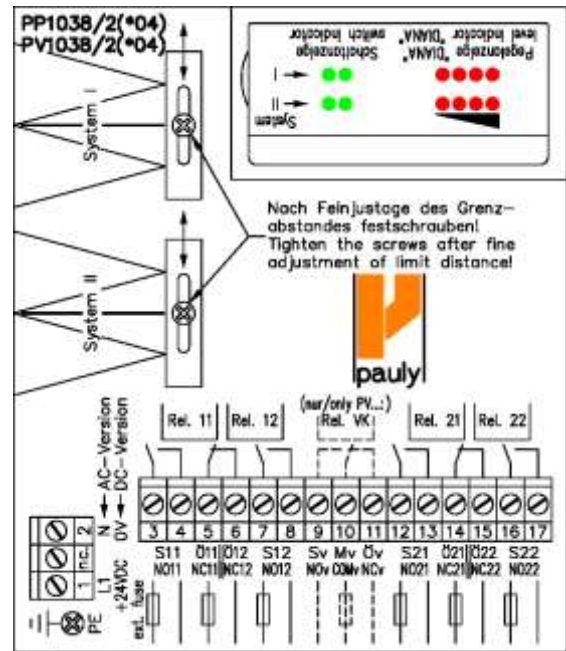 PP1038/2(*04)
PV1038/2(*04)
System I
System II
System
II →
I →
Schaltanzeige
switch indicator
Pegelanzeige "DIANA"
level indicator "DIANA"
Nach Feinjustage des Grenz-
abstandes festschrauben!
Tighten the screws after fine
adjustment of limit distance!
pauly
(nur/only PV...:)
Rel. 11
Rel. 12
Rel. VK
Rel. 21
Rel. 22
AC-Version
DC-Version
3 4 5 6 7 8 9 10 11 12 13 14 15 16 17
S11 Ö11 Ö12 S12 Sv Mv Öv S21 Ö21 Ö22 S22
NO11 NC11 NC12 NO12 NOv COMv NCv NO21 NC21 NC22 NO22
2 N 0V
nc.
1 L1 +24VDC
PE
ext. fuse